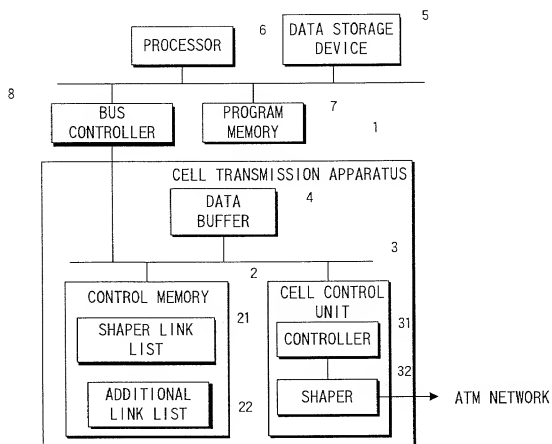 5
6
DATA STORAGE
DEVICE
PROCESSOR
8
7
BUS
CONTROLLER
PROGRAM
MEMORY
1
CELL TRANSMISSION APPARATUS
DATA
BUFFER
4
3
2
CONTROL MEMORY
21
SHAPER LINK
LIST
ADDITIONAL
LINK LIST
22
CELL CONTROL
UNIT
31
CONTROLLER
32
SHAPER
ATM NETWORK